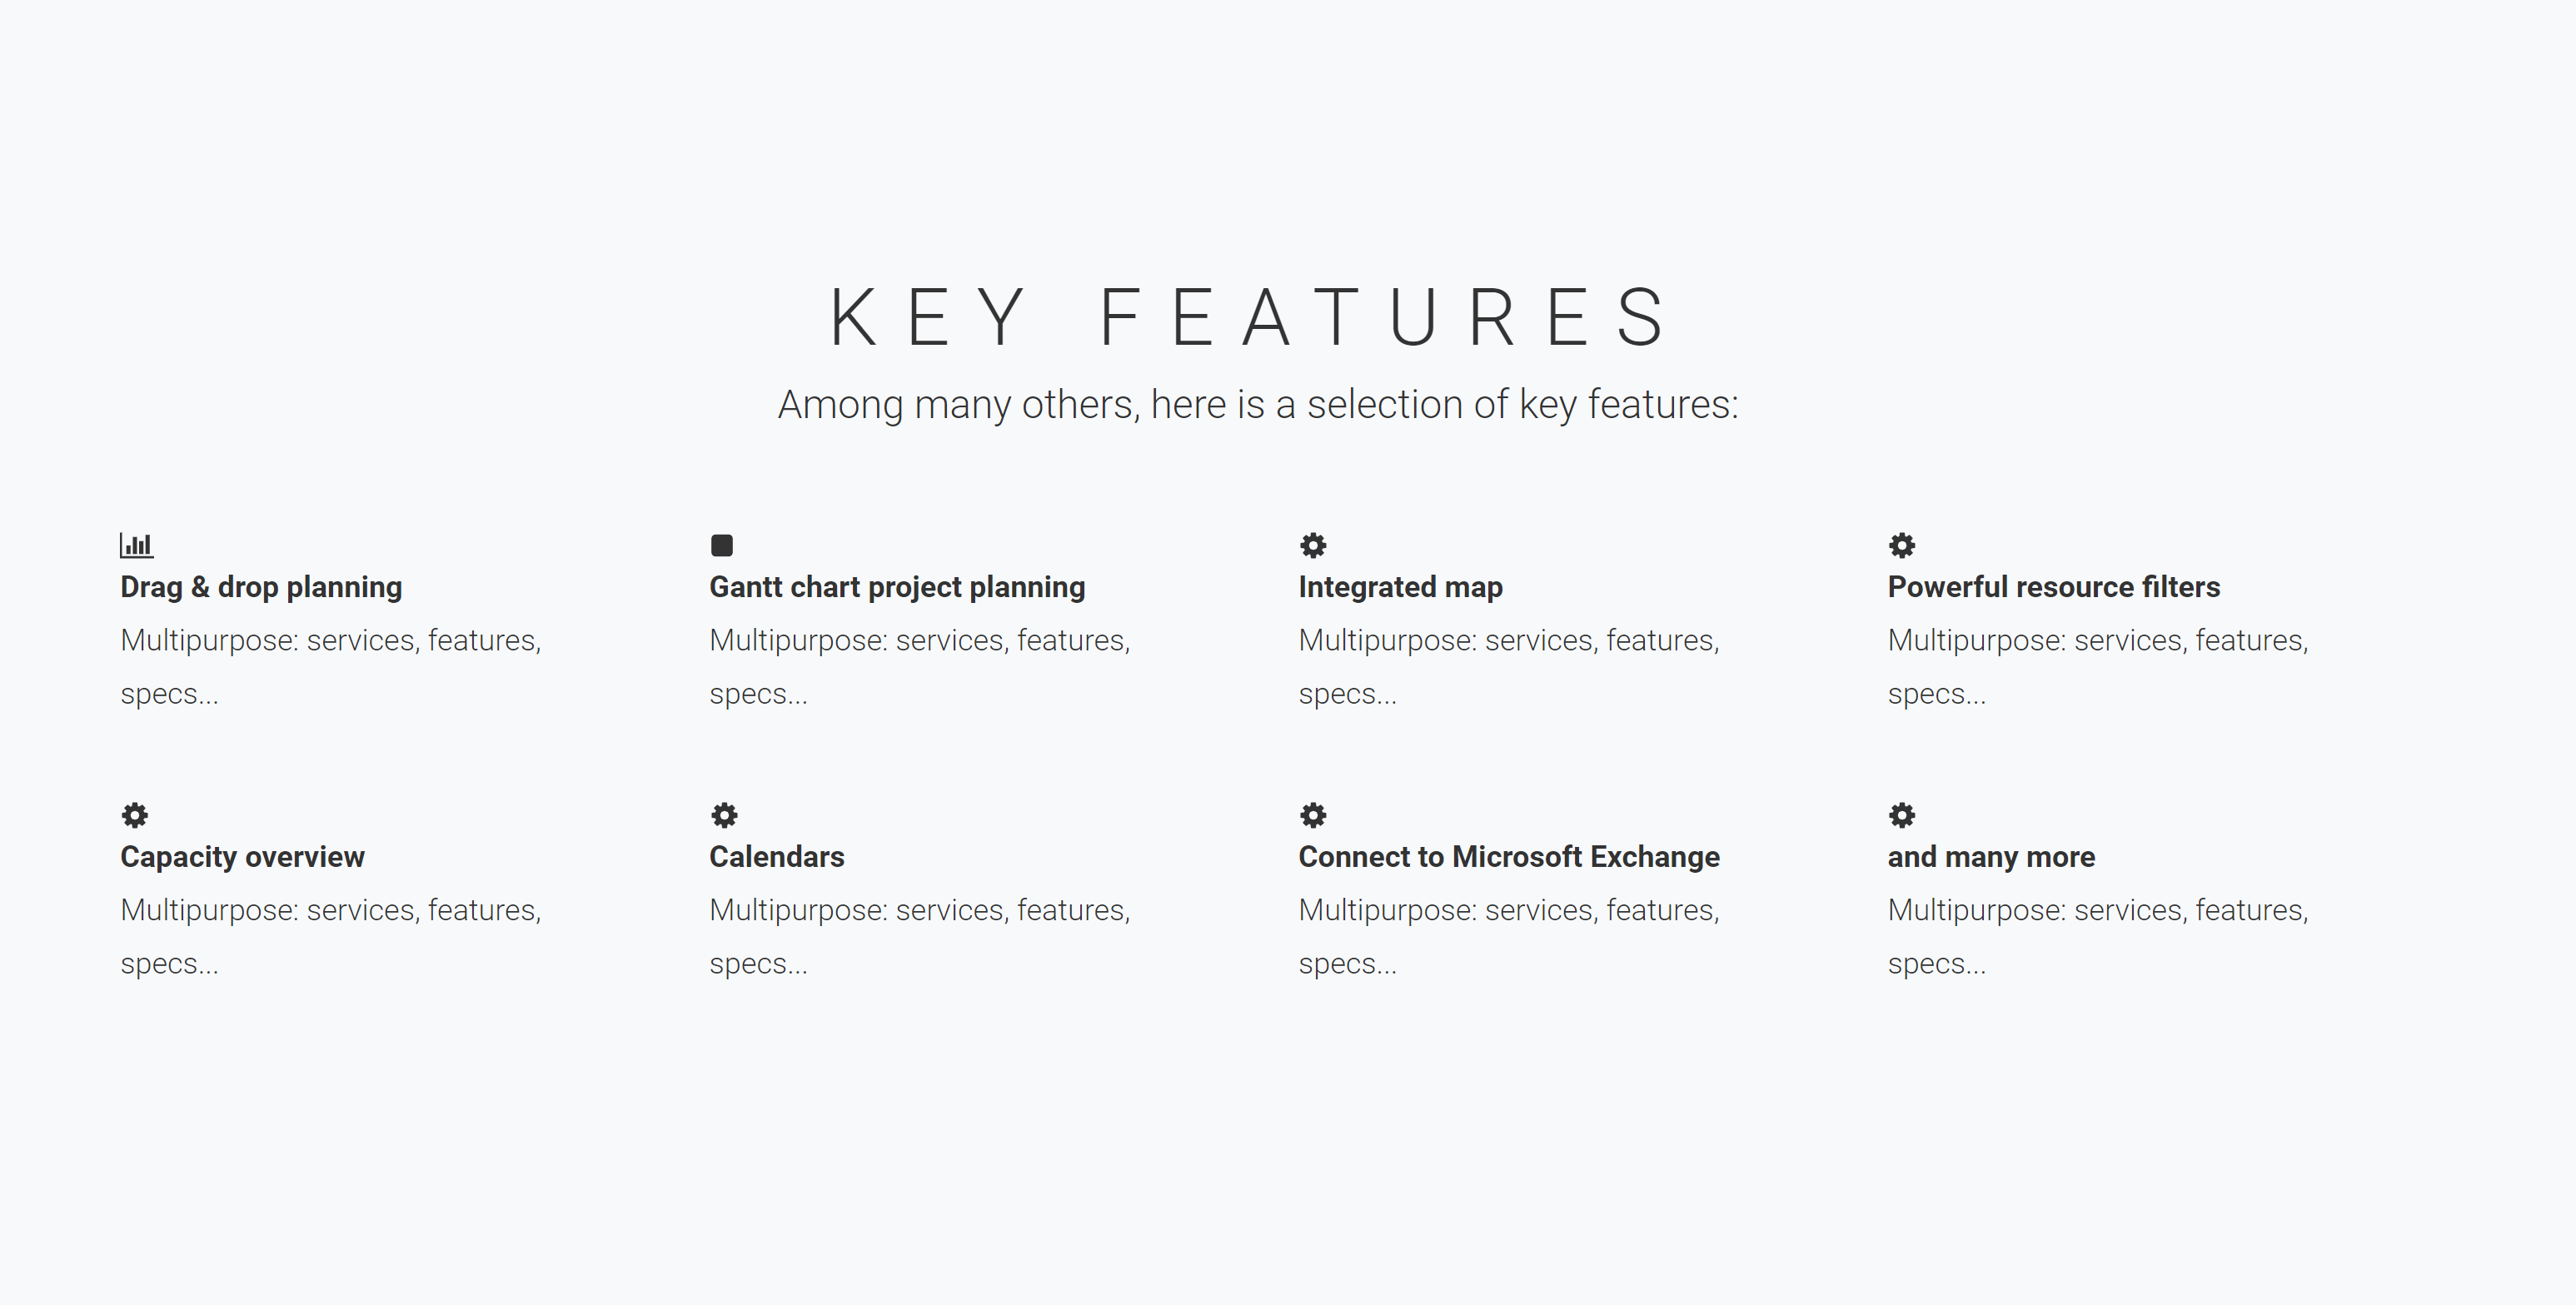 KEY FEATURES
Among many others, here is a selection of key features:
Drag & drop planning
Multipurpose: services, features,
specs...
Gantt chart project planning
Multipurpose: services, features,
specs...
Integrated map
Multipurpose: services, features,
specs...
Powerful resource filters
Multipurpose: services, features,
specs...
Capacity overview
Multipurpose: services, features,
specs...
Calendars
Multipurpose: services, features,
specs...
Connect to Microsoft Exchange
Multipurpose: services, features,
specs...
and many more
Multipurpose: services, features,
specs...